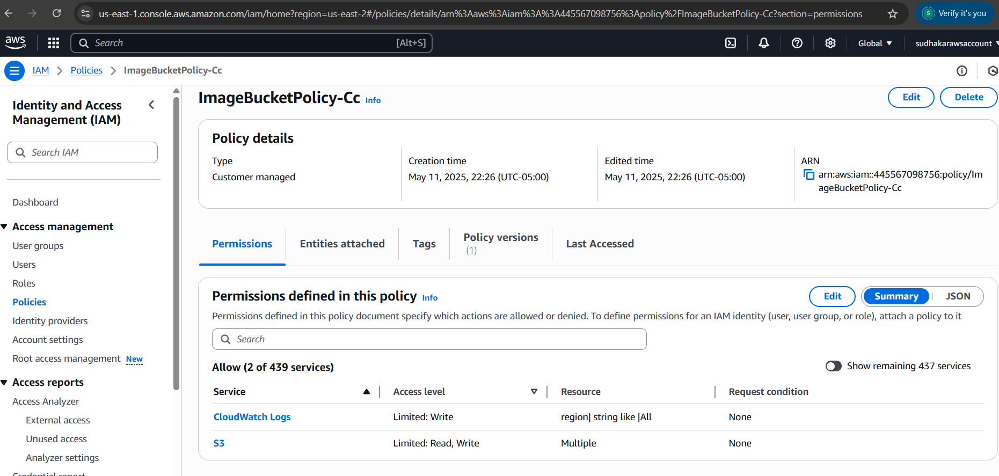 us-east-1.console.aws.amazon.com/iam/home?region=us-east-2#/policies/details/arn%3Aaws%3Aiam%3A%3A445567098756%3Apolicy%2FImageBucketPolicy-Cc?section=permissions
S
Verify it's you
aws
Search
[Alt+S]
Global
sudhakarawsaccount
IAM
Policies
ImageBucketPolicy-Cc
Identity and Access
Management (IAM)
Search IAM
Dashboard
Access management
User groups
Users
Roles
Policies
Identity providers
Account settings
Root access management New
Access reports
Access Analyzer
External access
Unused access
Analyzer settings
Credential report
ImageBucketPolicy-Cc Info
Edit
Delete
Policy details
Type
Customer managed
Creation time
May 11, 2025, 22:26 (UTC-05:00)
Edited time
May 11, 2025, 22:26 (UTC-05:00)
ARN
arn:aws:iam::445567098756:policy/Im
ageBucketPolicy-Cc
Permissions
Entities attached
Tags
Policy versions
(1)
Last Accessed
Permissions defined in this policy Info
Edit
Summary
JSON
Permissions defined in this policy document specify which actions are allowed or denied. To define permissions for an IAM identity (user, user group, or role), attach a policy to it
Search
Allow (2 of 439 services)
Show remaining 437 services
Service Access level Resource Request condition
CloudWatch Logs Limited: Write region| string like |All None
S3 Limited: Read, Write Multiple None